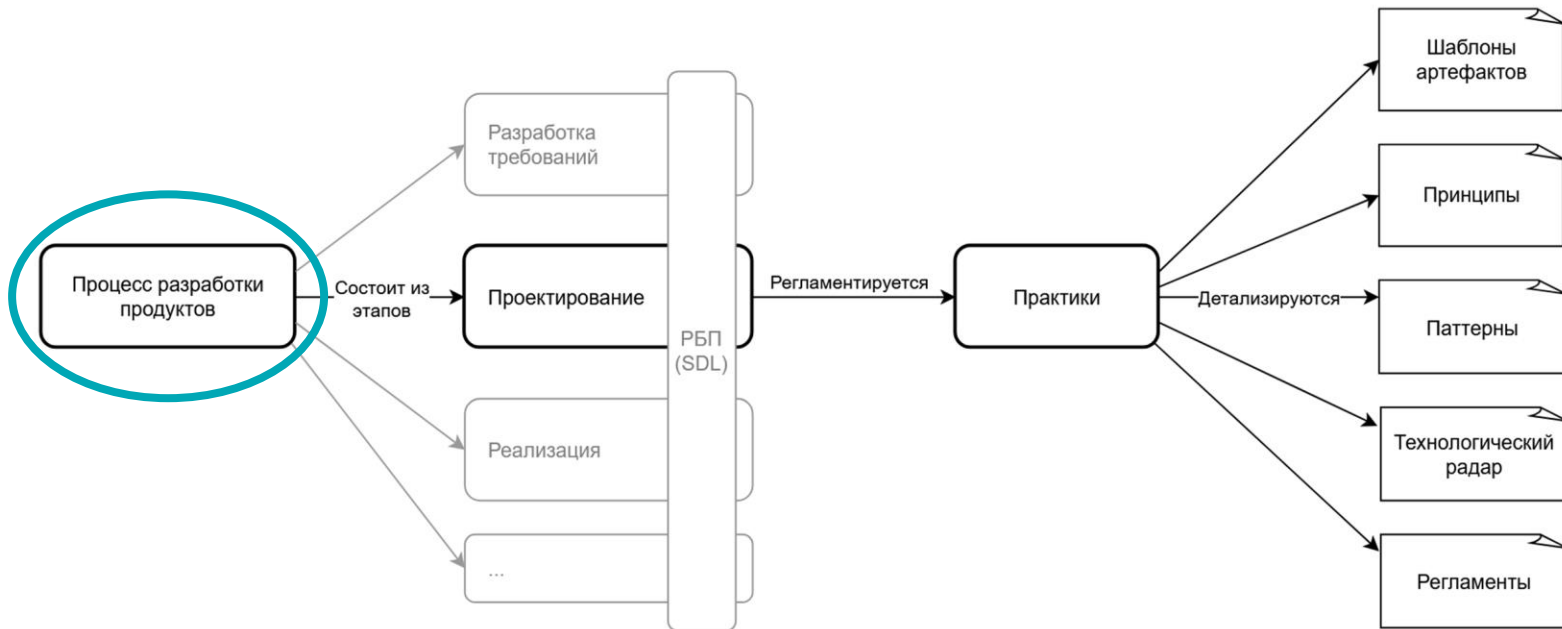 Процесс разработки
продуктов
Состоит из
этапов
Разработка
требований
Проектирование
Реализация
...
РБП
(SDL)
Регламентируется
Практики
Детализируются
Шаблоны
артефактов
Принципы
Паттерны
Технологический
радар
Регламенты